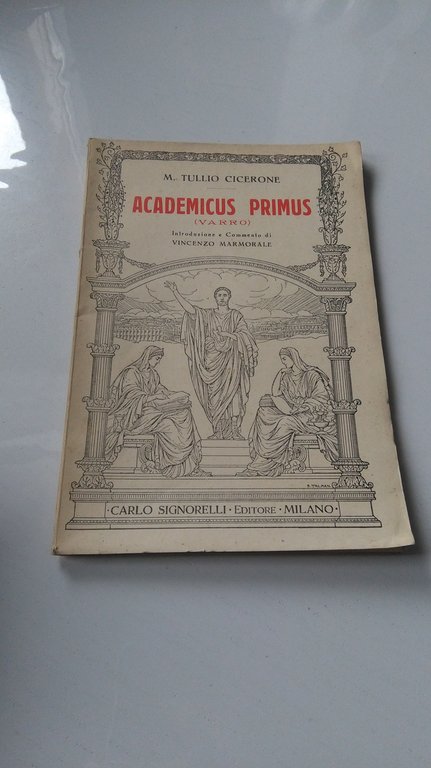 M. TULLIO CICERONE
ACADEMICUS PRIMUS
(VARRO)
Introduzione e Commento di
VINCENZO MARMORALE
·CARLO SIGNORELLI · EDITORE · MILANO·